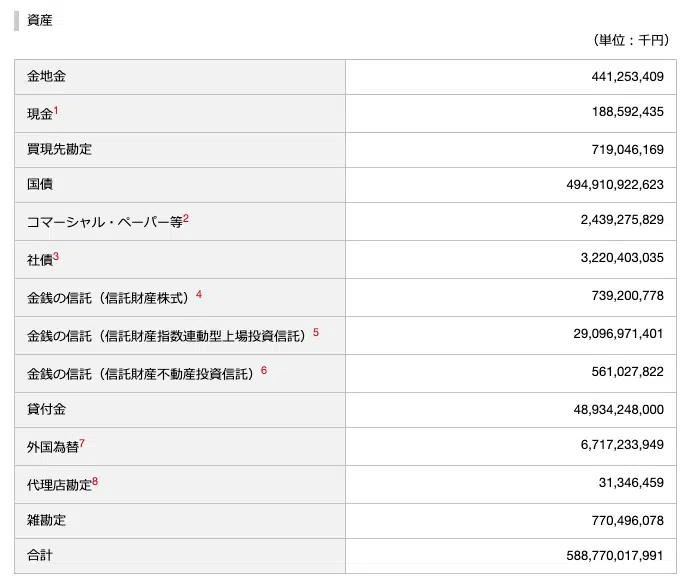 資産
（単位：千円）
金地金 441,253,409
現金1 188,592,435
買現先勘定 719,046,169
国債 494,910,922,623
コマーシャル・ペーパー等2 2,439,275,829
社債3 3,220,403,035
金銭の信託（信託財産株式）4 739,200,778
金銭の信託（信託財産指数連動型上場投資信託）5 29,096,971,401
金銭の信託（信託財産不動産投資信託）6 561,027,822
貸付金 48,934,248,000
外国為替7 6,717,233,949
代理店勘定8 31,346,459
雑勘定 770,496,078
合計 588,770,017,991